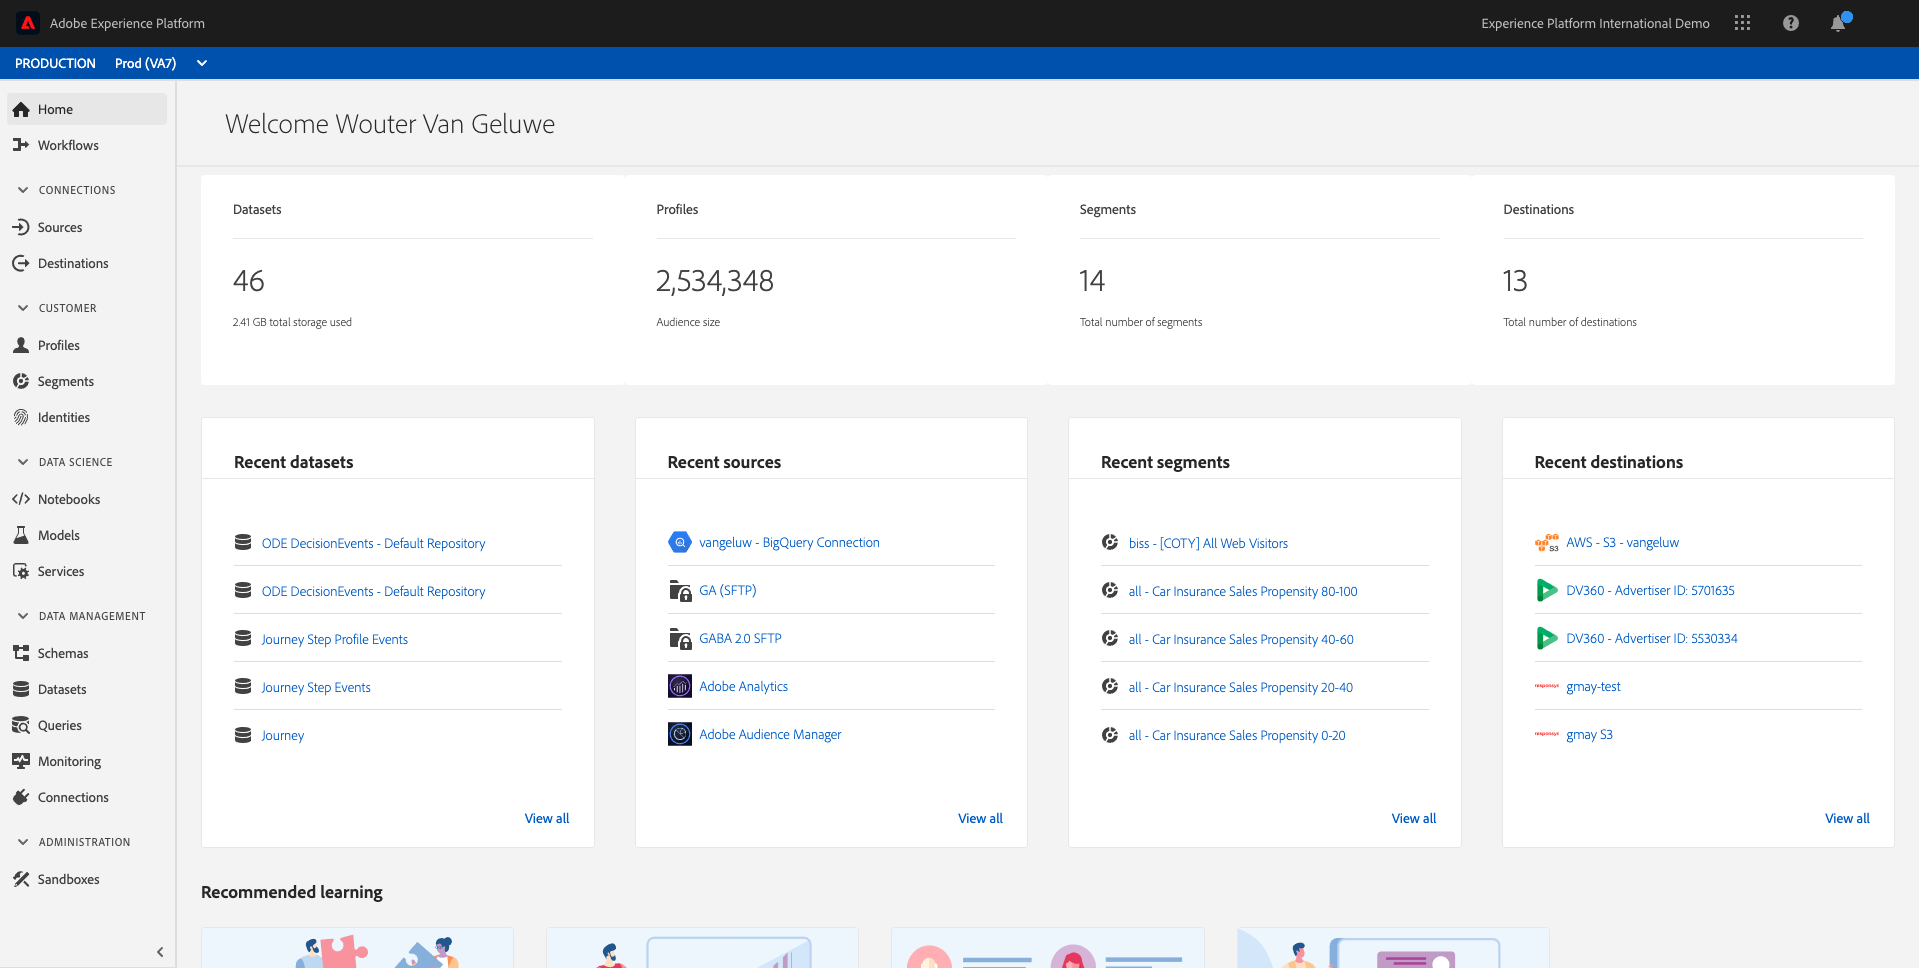 Adobe Experience Platform
Experience Platform International Demo
PRODUCTION Prod (VA7)
Home
Workflows
CONNECTIONS
Sources
Destinations
CUSTOMER
Profiles
Segments
Identities
DATA SCIENCE
Notebooks
Models
Services
DATA MANAGEMENT
Schemas
Datasets
Queries
Monitoring
Connections
ADMINISTRATION
Sandboxes
Welcome Wouter Van Geluwe
Datasets
46
2.41 GB total storage used
Profiles
2,534,348
Audience size
Segments
14
Total number of segments
Destinations
13
Total number of destinations
Recent datasets
ODE DecisionEvents - Default Repository
ODE DecisionEvents - Default Repository
Journey Step Profile Events
Journey Step Events
Journey
View all
Recent sources
vangeluw - BigQuery Connection
GA (SFTP)
GABA 2.0 SFTP
Adobe Analytics
Adobe Audience Manager
View all
Recent segments
biss - [COTY] All Web Visitors
all - Car Insurance Sales Propensity 80-100
all - Car Insurance Sales Propensity 40-60
all - Car Insurance Sales Propensity 20-40
all - Car Insurance Sales Propensity 0-20
View all
Recent destinations
S3 AWS - S3 - vangeluw
DV360 - Advertiser ID: 5701635
DV360 - Advertiser ID: 5530334
responsys gmay-test
responsys gmay S3
View all
Recommended learning